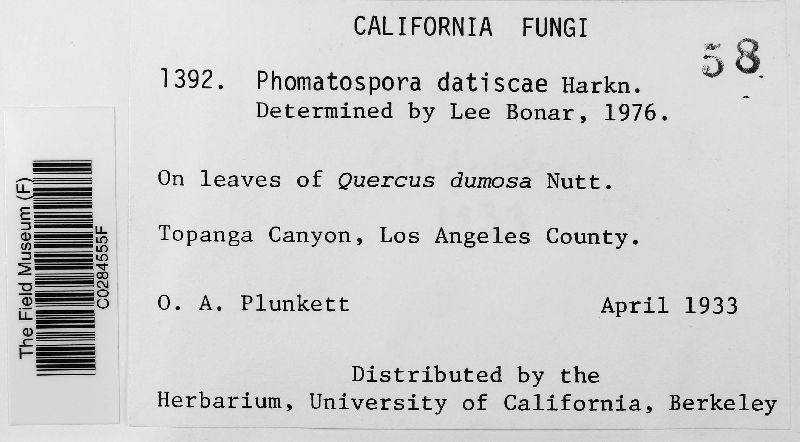 CALIFORNIA FUNGI
58
1392. Phomatospora datiscae Harkn.
Determined by Lee Bonar, 1976.
On leaves of Quercus dumosa Nutt.
Topanga Canyon, Los Angeles County.
O. A. Plunkett April 1933
Distributed by the
Herbarium, University of California, Berkeley
The Field Museum (F)
C0284555F